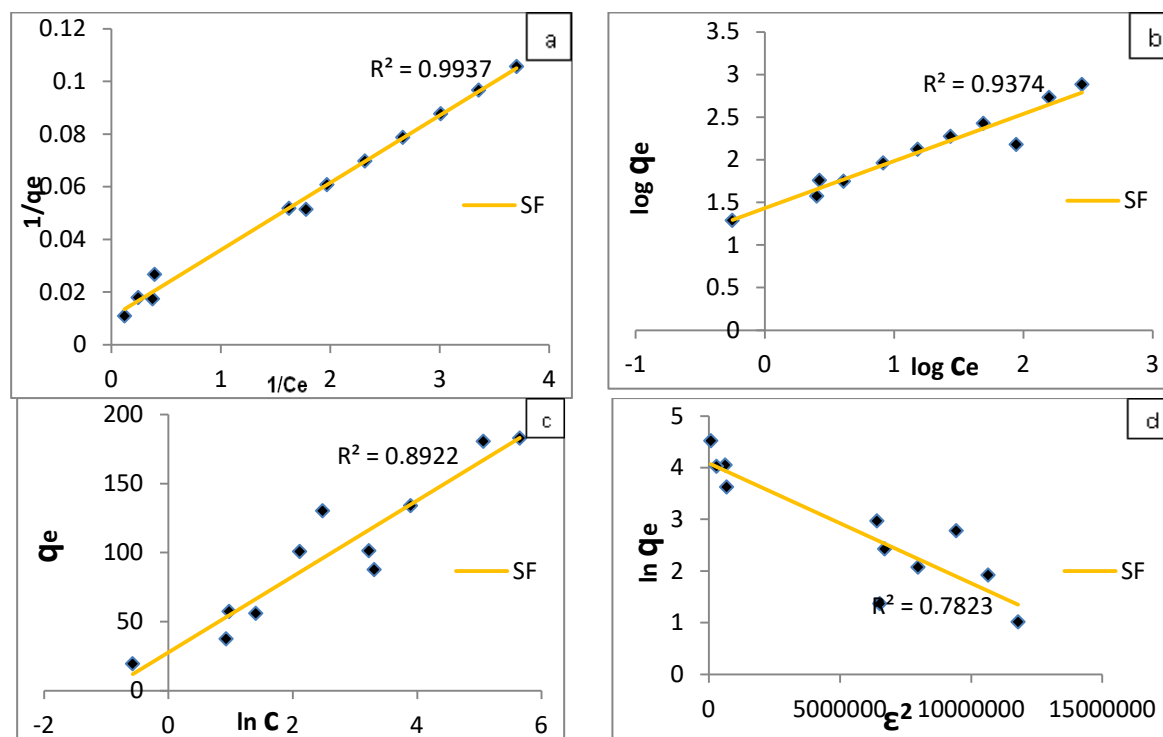 a
R² = 0.9937
0.12
0.1
0.08
0.06
0.04
0.02
0
1/qe
SF
0 1 2 3 4
1/Ce
b
R² = 0.9374
3.5
3
2.5
2
1.5
1
0.5
0
log qe
SF
-1 0 1 2 3
log Ce
c
R² = 0.8922
200
150
100
50
0
qe
SF
-2 0 2 4 6
ln C
d
5
4
3
2
1
0
ln qe
SF
R² = 0.7823
0 5000000 10000000 15000000
Ɛ²